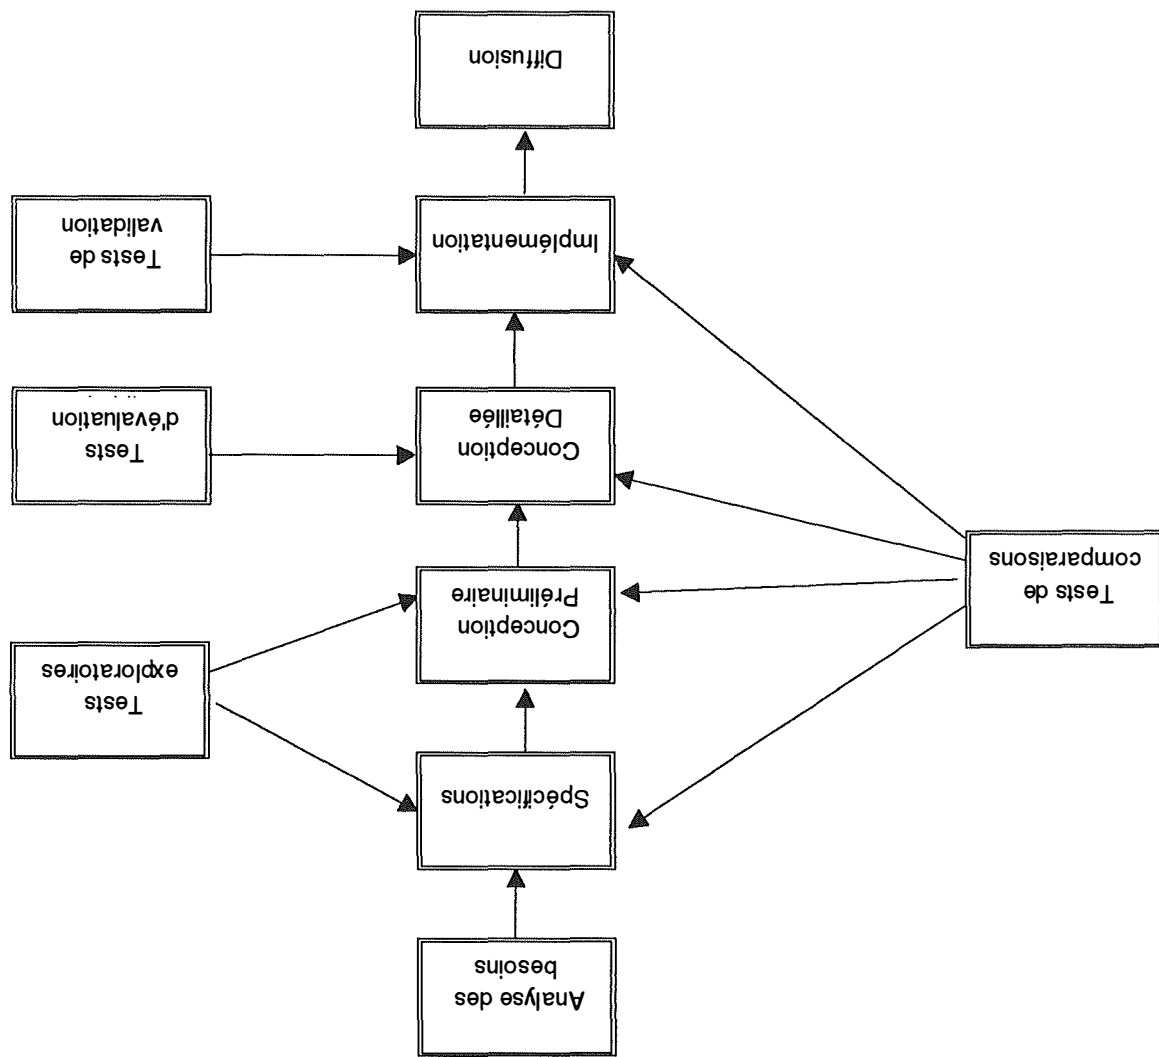 Analyse des
besoins
Spécifications
Tests
exploratoires
Conception
Préliminaire
Tests de
comparaisons
Conception
Détaillée
Tests
d'évaluation
Implémentation
Tests de
validation
Diffusion